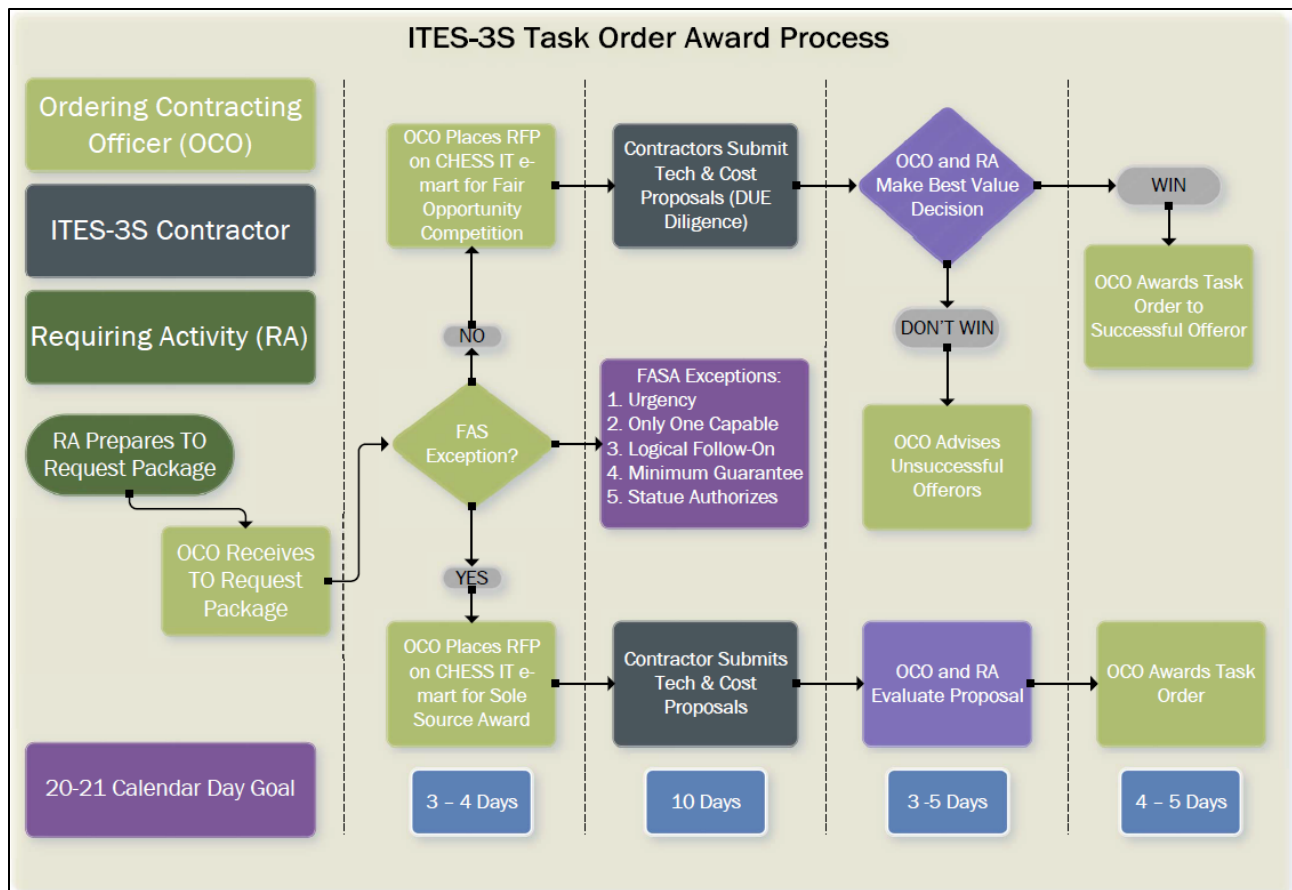 ITES-3S Task Order Award Process
Ordering Contracting
Officer (OCO)
ITES-3S Contractor
Requiring Activity (RA)
RA Prepares TO
Request Package
OCO Receives
TO Request
Package
20-21 Calendar Day Goal
OCO Places RFP
on CHESS IT e-
mart for Fair
Opportunity
Competition
NO
FAS
Exception?
YES
OCO Places RFP
on CHESS IT e-
mart for Sole
Source Award
3 – 4 Days
Contractors Submit
Tech & Cost
Proposals (DUE
Diligence)
FASA Exceptions:
1. Urgency
2. Only One Capable
3. Logical Follow-On
4. Minimum Guarantee
5. Statue Authorizes
Contractor Submits
Tech & Cost
Proposals
10 Days
OCO and RA
Make Best Value
Decision
DON'T WIN
OCO Advises
Unsuccessful
Offerors
OCO and RA
Evaluate Proposal
3 -5 Days
WIN
OCO Awards Task
Order to
Successful Offeror
OCO Awards Task
Order
4 – 5 Days